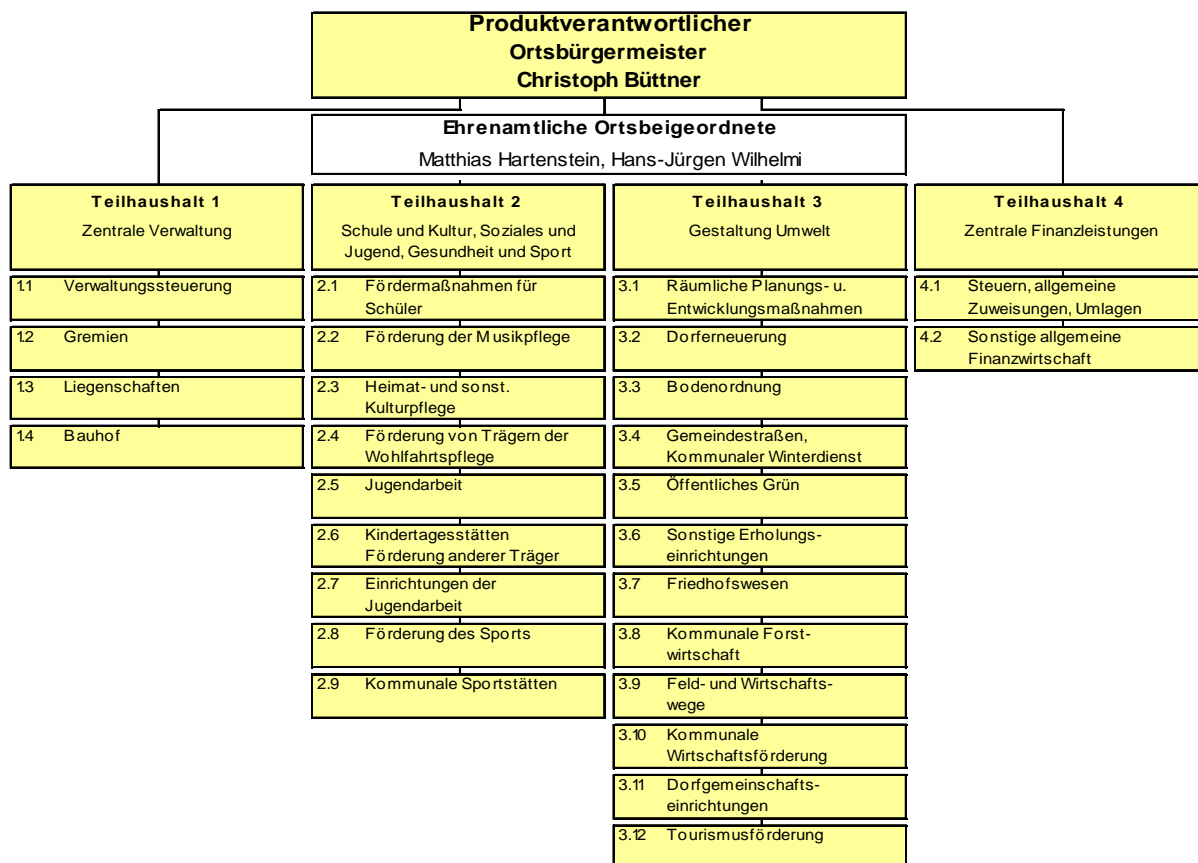 Produktverantwortlicher
Ortsbürgermeister
Christoph Büttner
Ehrenamtliche Ortsbeigeordnete
Matthias Hartenstein, Hans-Jürgen Wilhelmi
Teilhaushalt 1
Zentrale Verwaltung
1.1 Verwaltungssteuerung
1.2 Gremien
1.3 Liegenschaften
1.4 Bauhof
Teilhaushalt 2
Schule und Kultur, Soziales und
Jugend, Gesundheit und Sport
2.1 Fördermaßnahmen für
Schüler
2.2 Förderung der Musikpflege
2.3 Heimat- und sonst.
Kulturpflege
2.4 Förderung von Trägern der
Wohlfahrtspflege
2.5 Jugendarbeit
2.6 Kindertagesstätten
Förderung anderer Träger
2.7 Einrichtungen der
Jugendarbeit
2.8 Förderung des Sports
2.9 Kommunale Sportstätten
Teilhaushalt 3
Gestaltung Umwelt
3.1 Räumliche Planungs- u.
Entwicklungsmaßnahmen
3.2 Dorferneuerung
3.3 Bodenordnung
3.4 Gemeindestraßen,
Kommunaler Winterdienst
3.5 Öffentliches Grün
3.6 Sonstige Erholungs-
einrichtungen
3.7 Friedhofswesen
3.8 Kommunale Forst-
wirtschaft
3.9 Feld- und Wirtschafts-
wege
3.10 Kommunale
Wirtschaftsförderung
3.11 Dorfgemeinschafts-
einrichtungen
3.12 Tourismusförderung
Teilhaushalt 4
Zentrale Finanzleistungen
4.1 Steuern, allgemeine
Zuweisungen, Umlagen
4.2 Sonstige allgemeine
Finanzwirtschaft